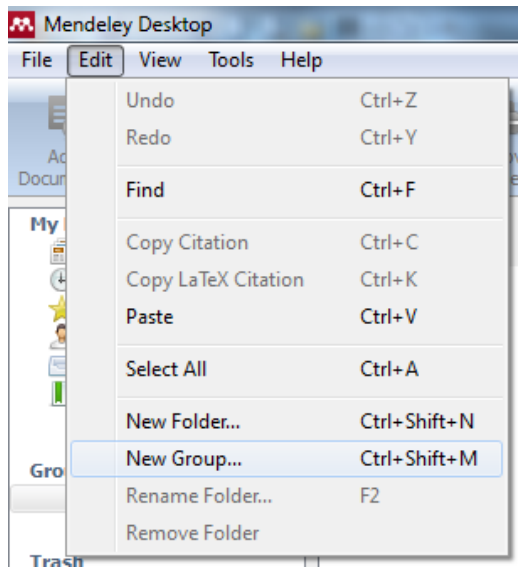 Mendeley Desktop
File Edit View Tools Help
Undo Ctrl+Z
Redo Ctrl+Y
Find Ctrl+F
My
Copy Citation Ctrl+C
Copy LaTeX Citation Ctrl+K
Paste Ctrl+V
Select All Ctrl+A
New Folder... Ctrl+Shift+N
New Group... Ctrl+Shift+M
Rename Folder... F2
Remove Folder
Trash